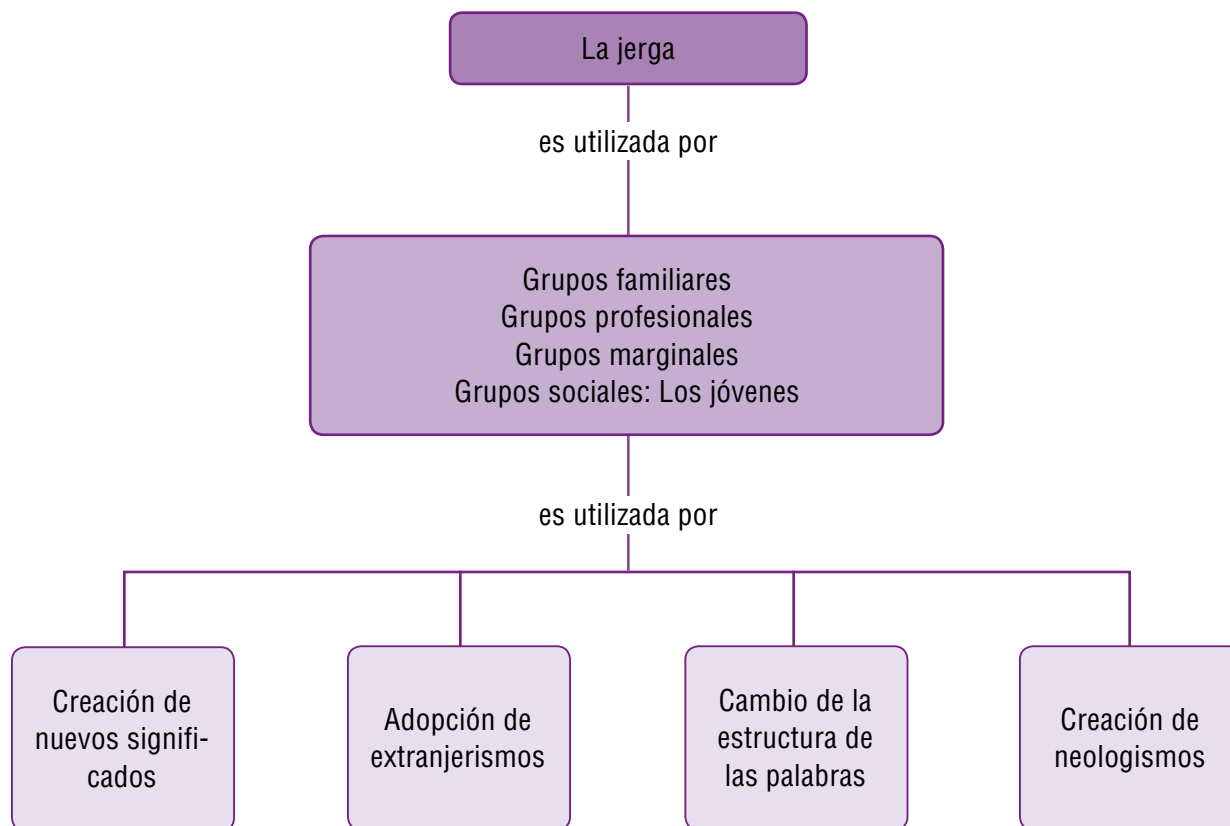 La jerga
es utilizada por
Grupos familiares
Grupos profesionales
Grupos marginales
Grupos sociales: Los jóvenes
es utilizada por
Creación de
nuevos signifi-
cados
Adopción de
extranjerismos
Cambio de la
estructura de
las palabras
Creación de
neologismos